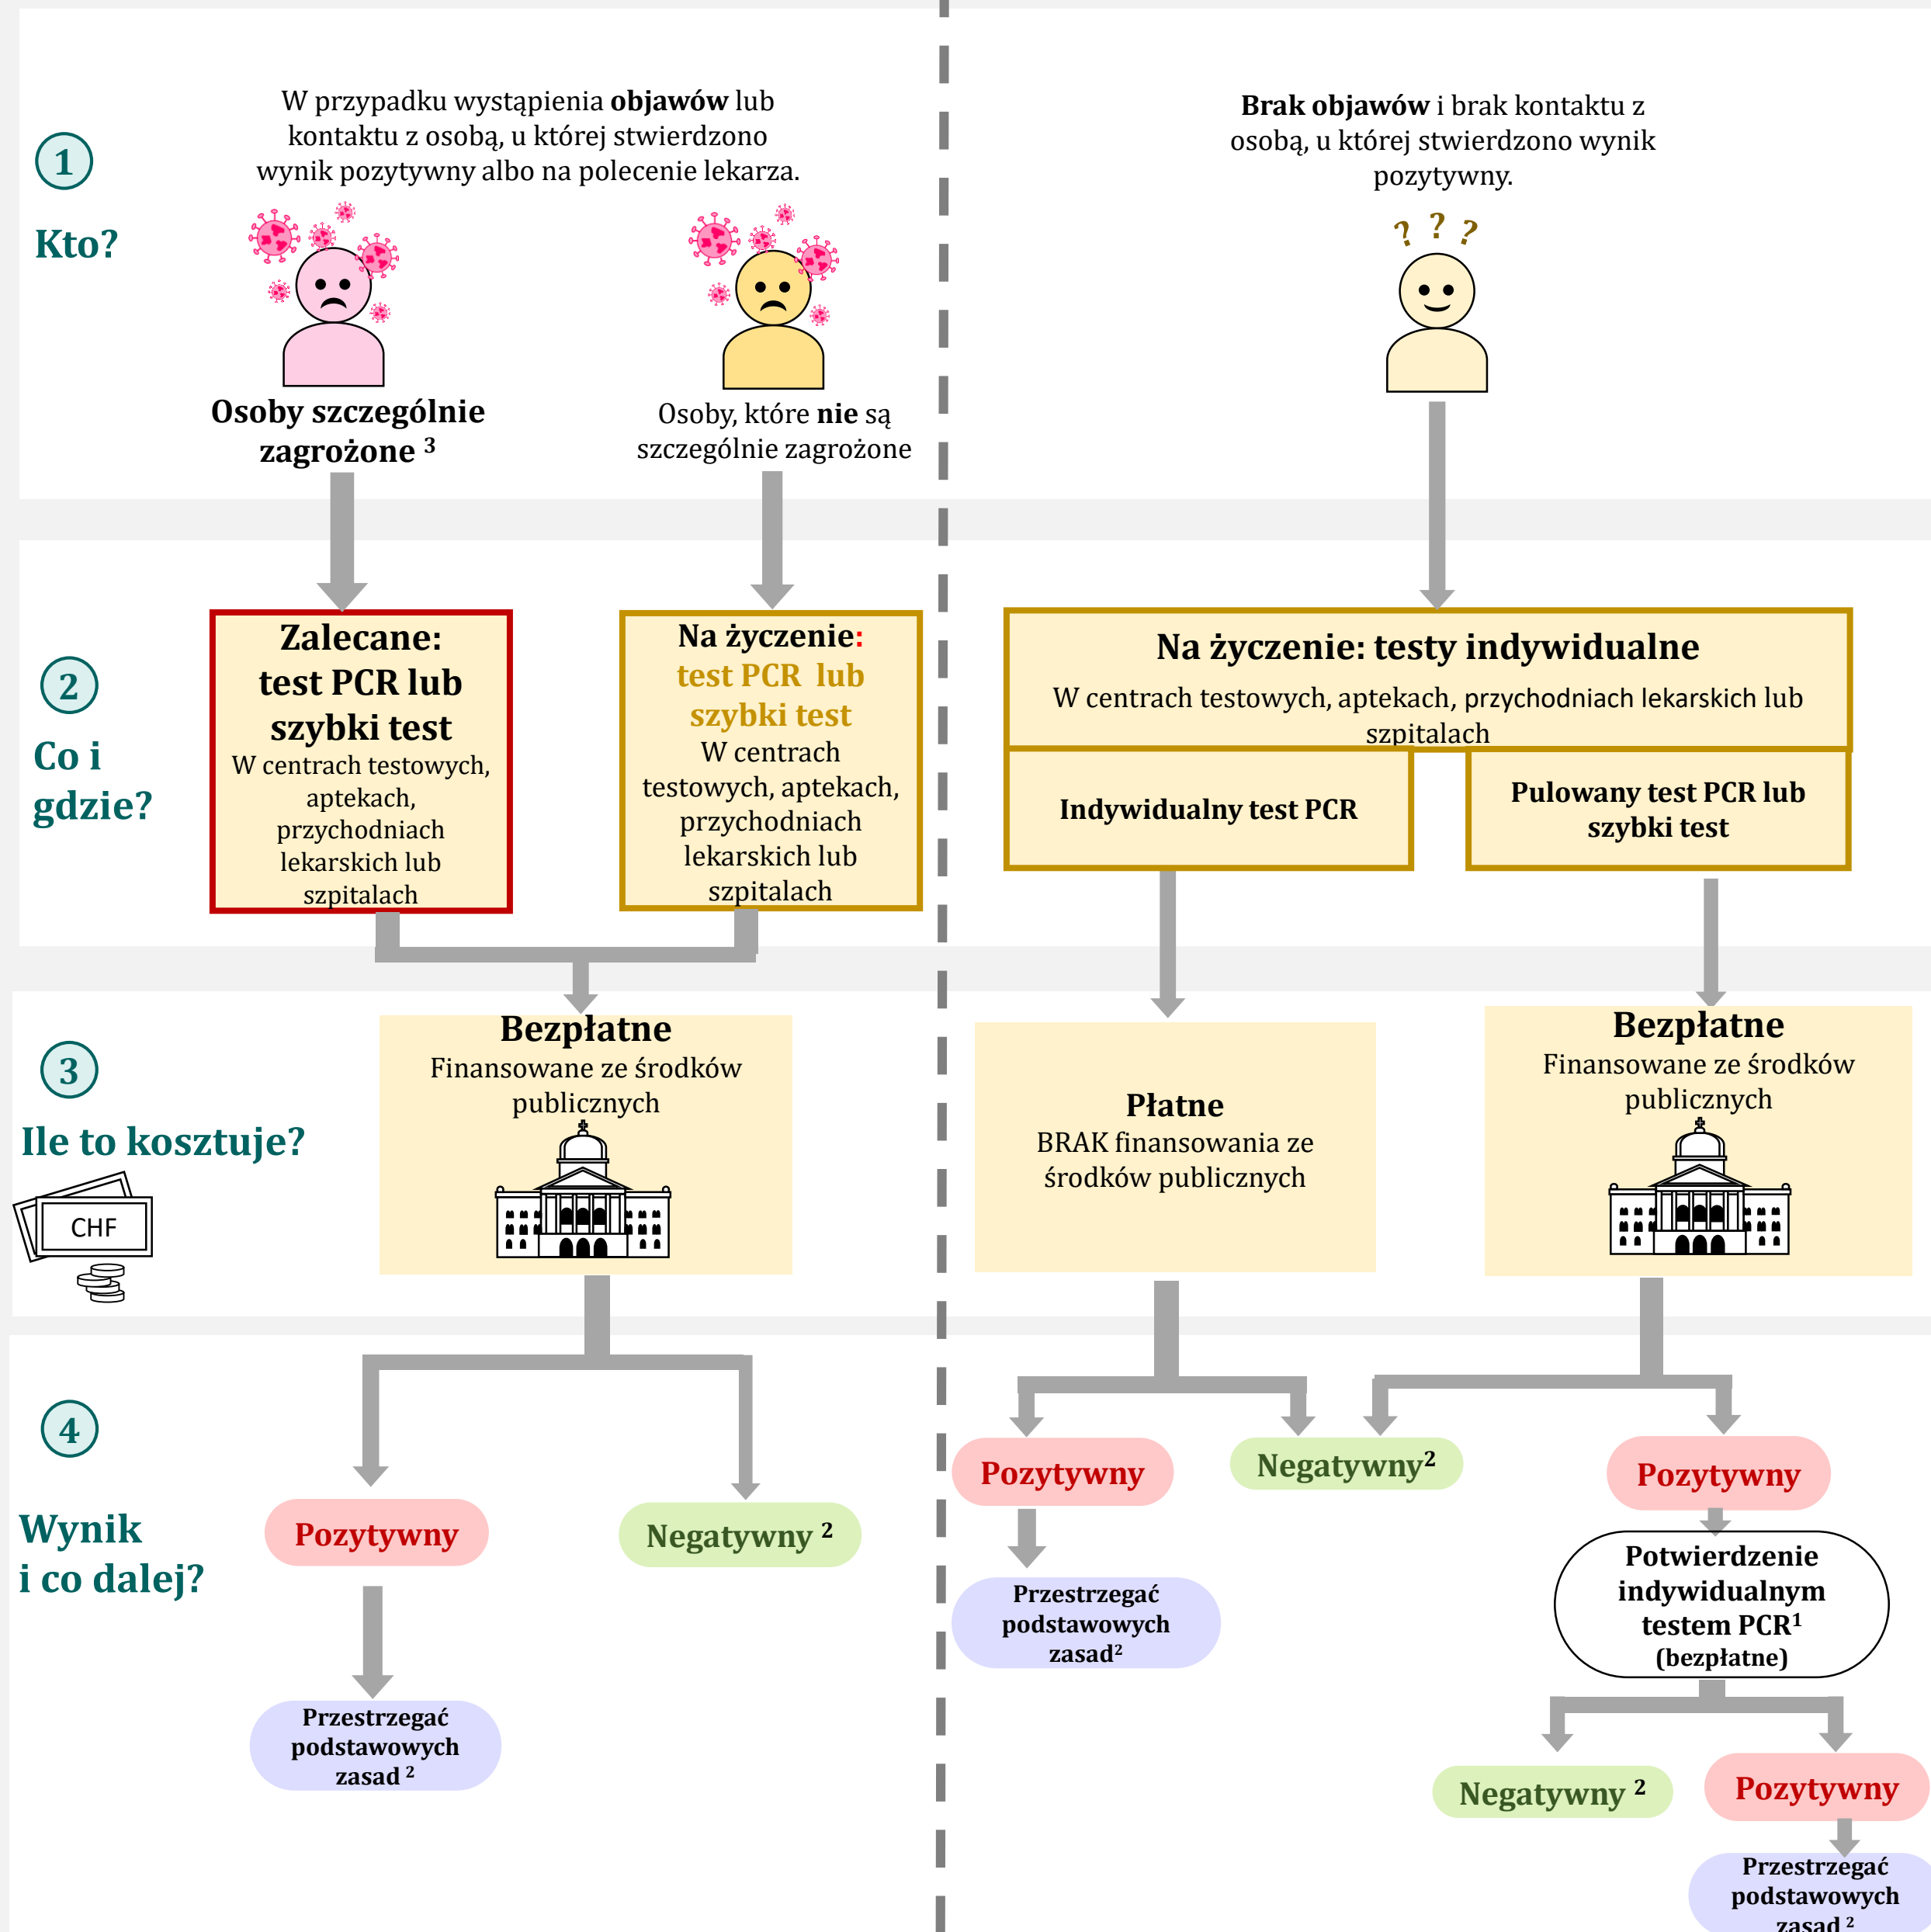 1
Kto?
W przypadku wystąpienia objawów lub
kontaktu z osobą, u której stwierdzono
wynik pozytywny albo na polecenie lekarza.
Osoby szczególnie
zagrożone ³
Osoby, które nie są
szczególnie zagrożone
Brak objawów i brak kontaktu z
osobą, u której stwierdzono wynik
pozytywny.
? ? ?
2
Co i
gdzie?
Zalecane:
test PCR lub
szybki test
W centrach testowych,
aptekach,
przychodniach
lekarskich lub
szpitalach
Na życzenie:
test PCR lub
szybki test
W centrach
testowych, aptekach,
przychodniach
lekarskich lub
szpitalach
Na życzenie: testy indywidualne
W centrach testowych, aptekach, przychodniach lekarskich lub
szpitalach
Indywidualny test PCR
Pulowany test PCR lub
szybki test
3
Ile to kosztuje?
CHF
Bezpłatne
Finansowane ze środków
publicznych
Płatne
BRAK finansowania ze
środków publicznych
Bezpłatne
Finansowane ze środków
publicznych
4
Wynik
i co dalej?
Pozytywny
Negatywny ²
Przestrzegać
podstawowych
zasad ²
Pozytywny
Negatywny²
Pozytywny
Przestrzegać
podstawowych
zasad²
Potwierdzenie
indywidualnym
testem PCR¹
(bezpłatne)
Negatywny ²
Pozytywny
Przestrzegać
podstawowych
zasad ²